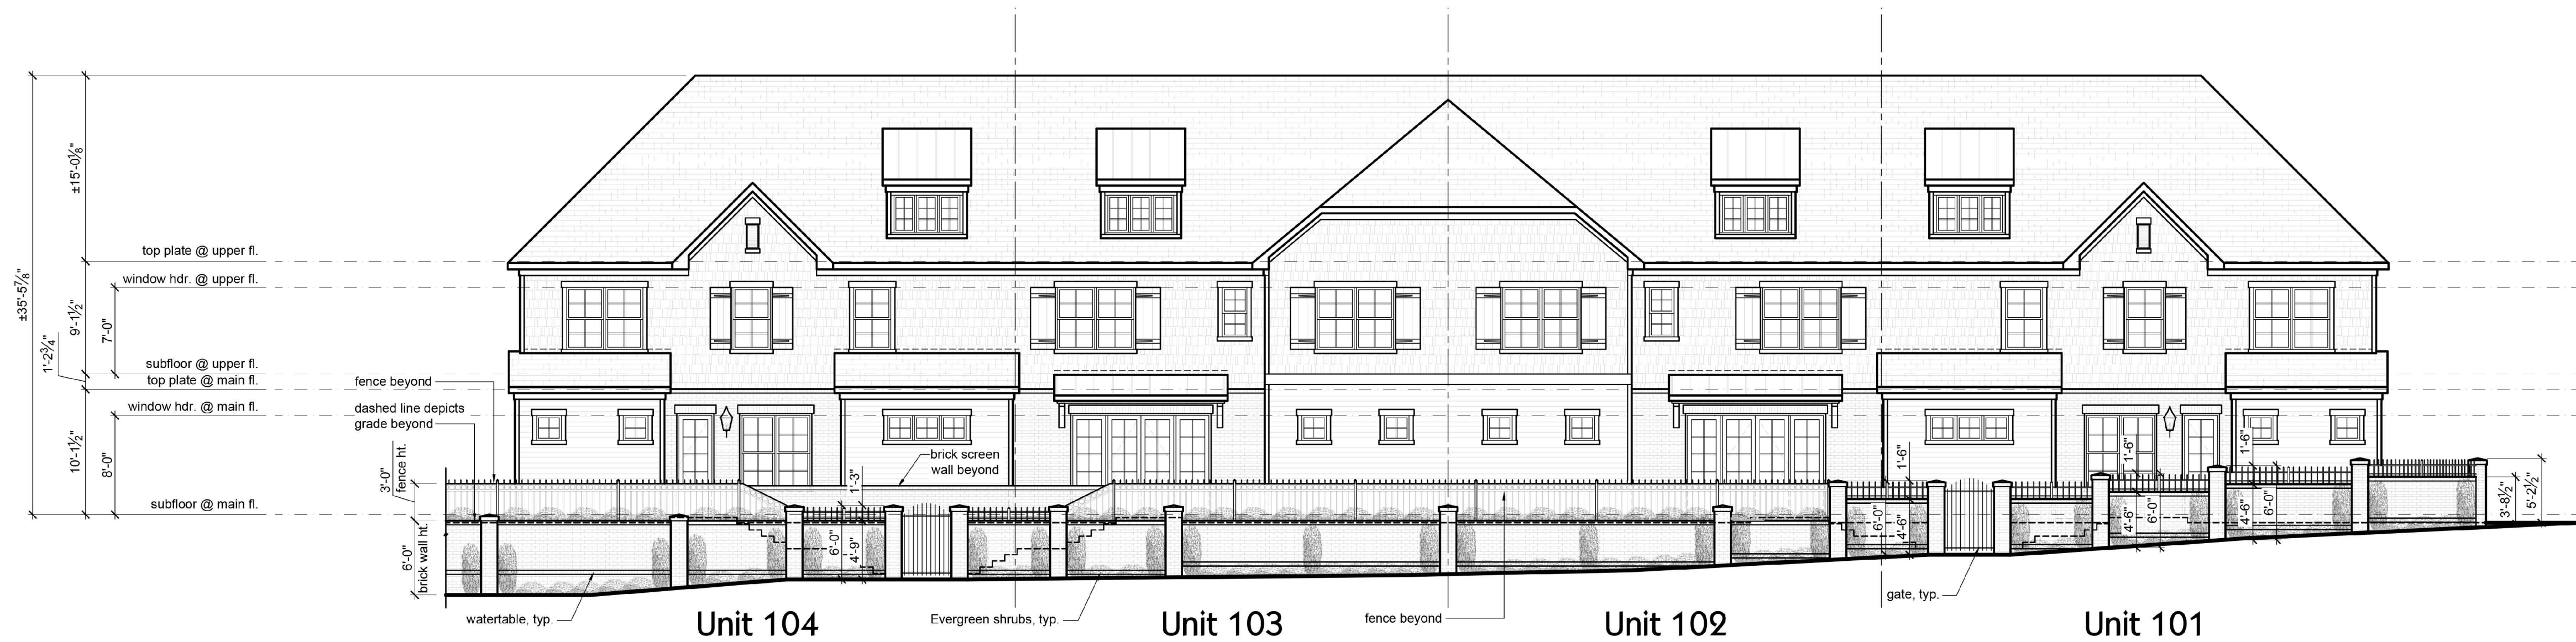 ±35'-5⅞"
±15'-0⅛"
top plate @ upper fl.
window hdr. @ upper fl.
9'-1½"
7'-0"
1'-2¾"
subfloor @ upper fl.
top plate @ main fl.
window hdr. @ main fl.
10'-1½"
8'-0"
subfloor @ main fl.
fence beyond
dashed line depicts
grade beyond
3'-0"
fence ht.
6'-0"
brick wall ht.
brick screen
wall beyond
1'-3"
6'-0"
4'-9"
1'-6"
6'-0"
4'-6"
1'-6"
4'-6"
6'-0"
1'-6"
4'-6"
6'-0"
3'-8½"
5'-2½"
watertable, typ.
Evergreen shrubs, typ.
fence beyond
gate, typ.
Unit 104
Unit 103
Unit 102
Unit 101